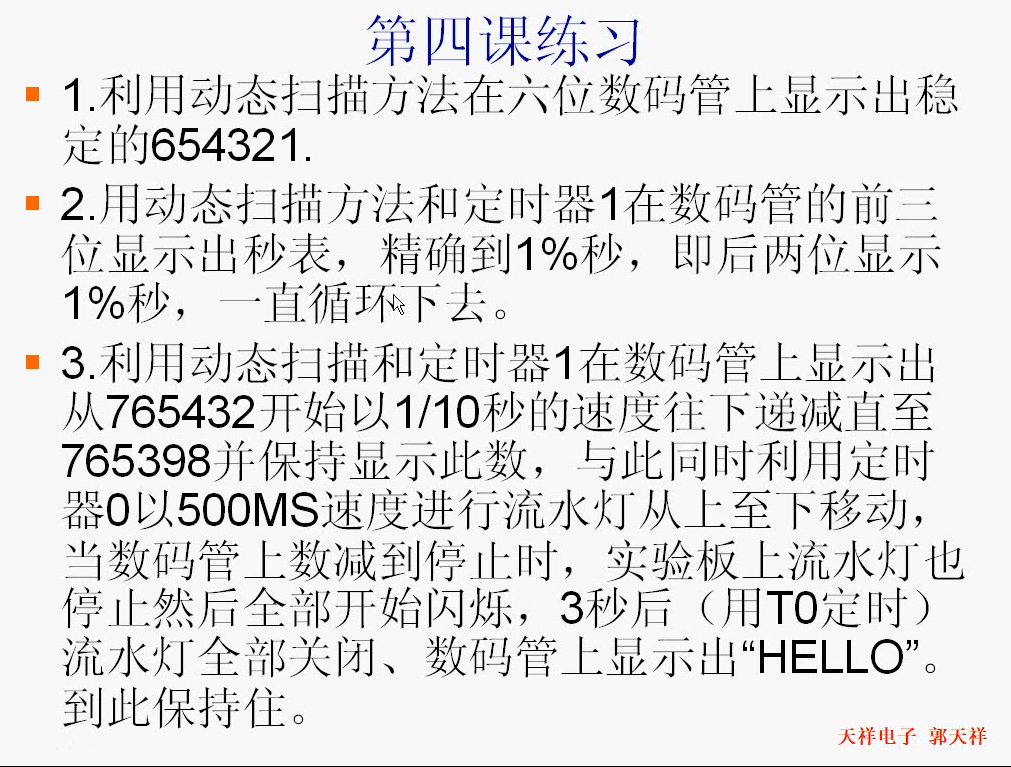 第四课练习
1.利用动态扫描方法在六位数码管上显示出稳
定的654321.
2.用动态扫描方法和定时器1在数码管的前三
位显示出秒表，精确到1%秒，即后两位显示
1%秒，一直循环下去。
3.利用动态扫描和定时器1在数码管上显示出
从765432开始以1/10秒的速度往下递减直至
765398并保持显示此数，与此同时利用定时
器0以500MS速度进行流水灯从上至下移动，
当数码管上数减到停止时，实验板上流水灯也
停止然后全部开始闪烁，3秒后（用T0定时）
流水灯全部关闭、数码管上显示出“HELLO”。
到此保持住。
天祥电子 郭天祥